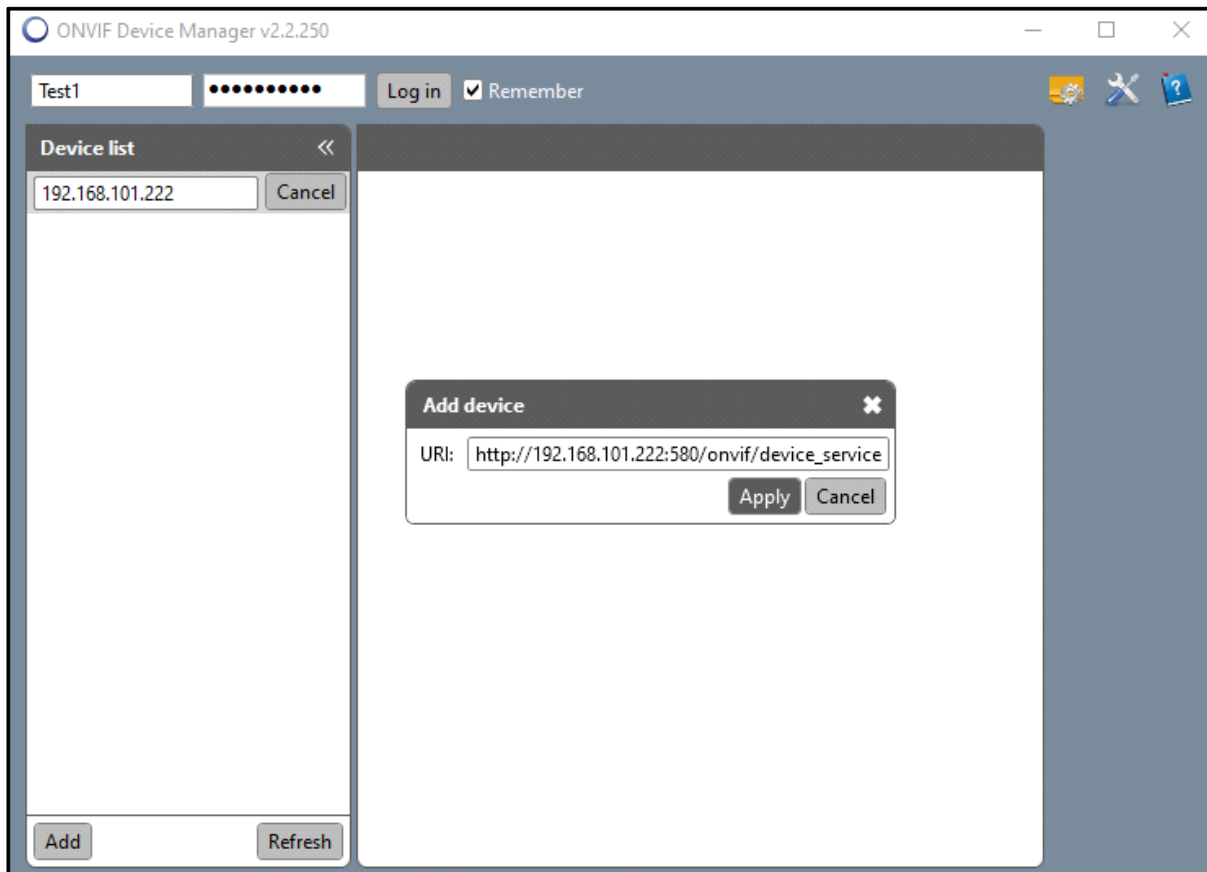 ONVIF Device Manager v2.2.250
Test1 •••••••••• Log in Remember
Device list
192.168.101.222 Cancel
Add device
URI: http://192.168.101.222:580/onvif/device_service
Apply Cancel
Add Refresh